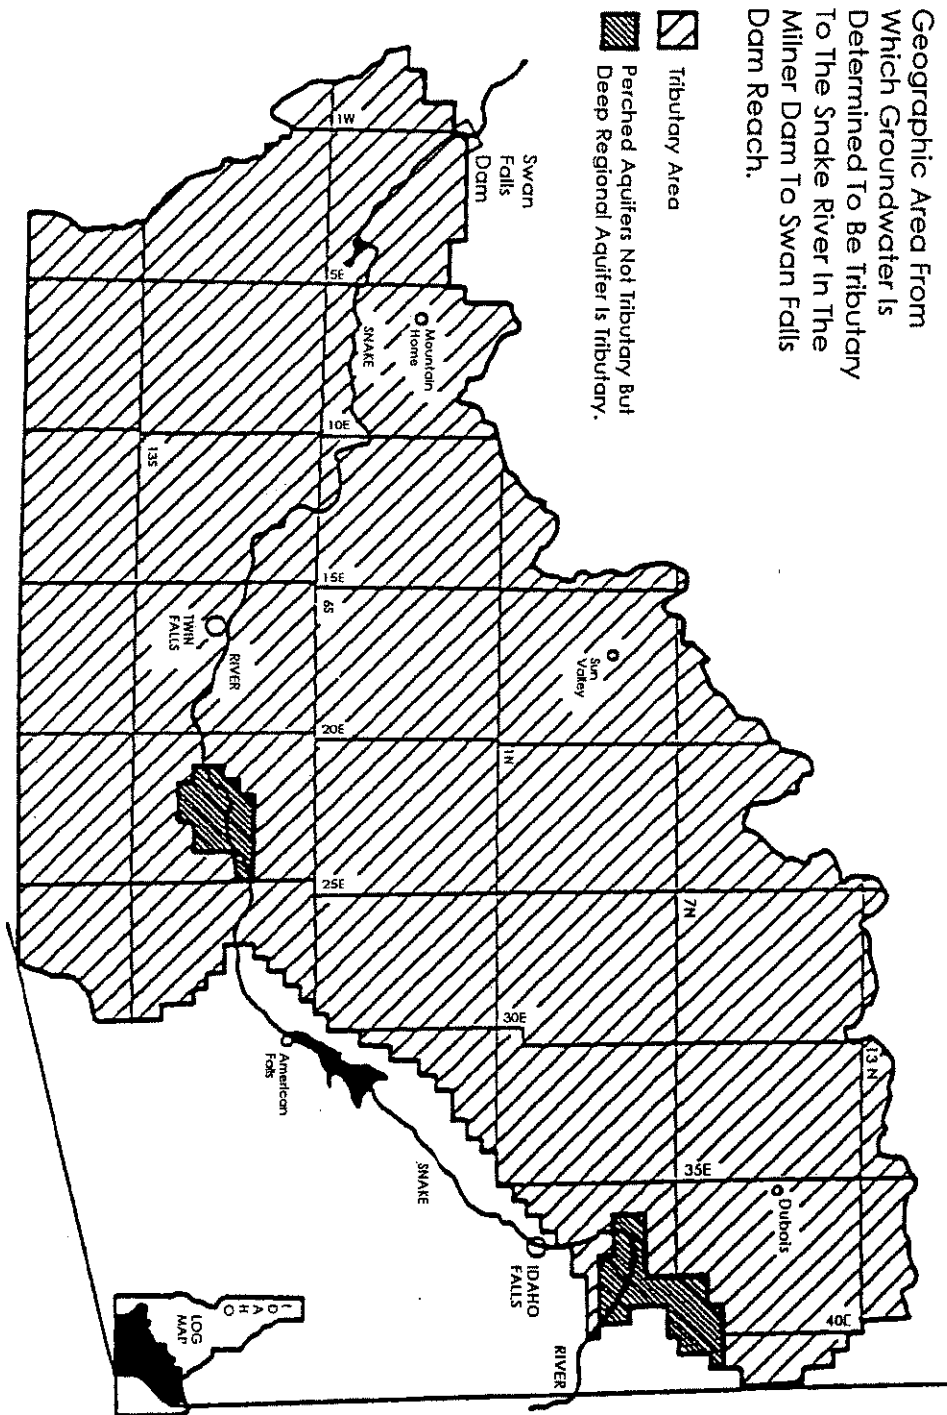 Geographic Area From
Which Groundwater Is
Determined To Be Tributary
To The Snake River In The
Milner Dam To Swan Falls
Dam Reach.
Tributary Area
Perched Aquifers Not Tributary But
Deep Regional Aquifer Is Tributary.
Swan
Falls
Dam
1W
5E
Mountain
Home
SNAKE
10E
13S
15E
6S
TWIN
FALLS
RIVER
Sun
Valley
20E
1N
25E
7N
30E
13 N
American
Falls
SNAKE
35E
Dubois
IDAHO
FALLS
40E
RIVER
IDAHO
LOG
MAP